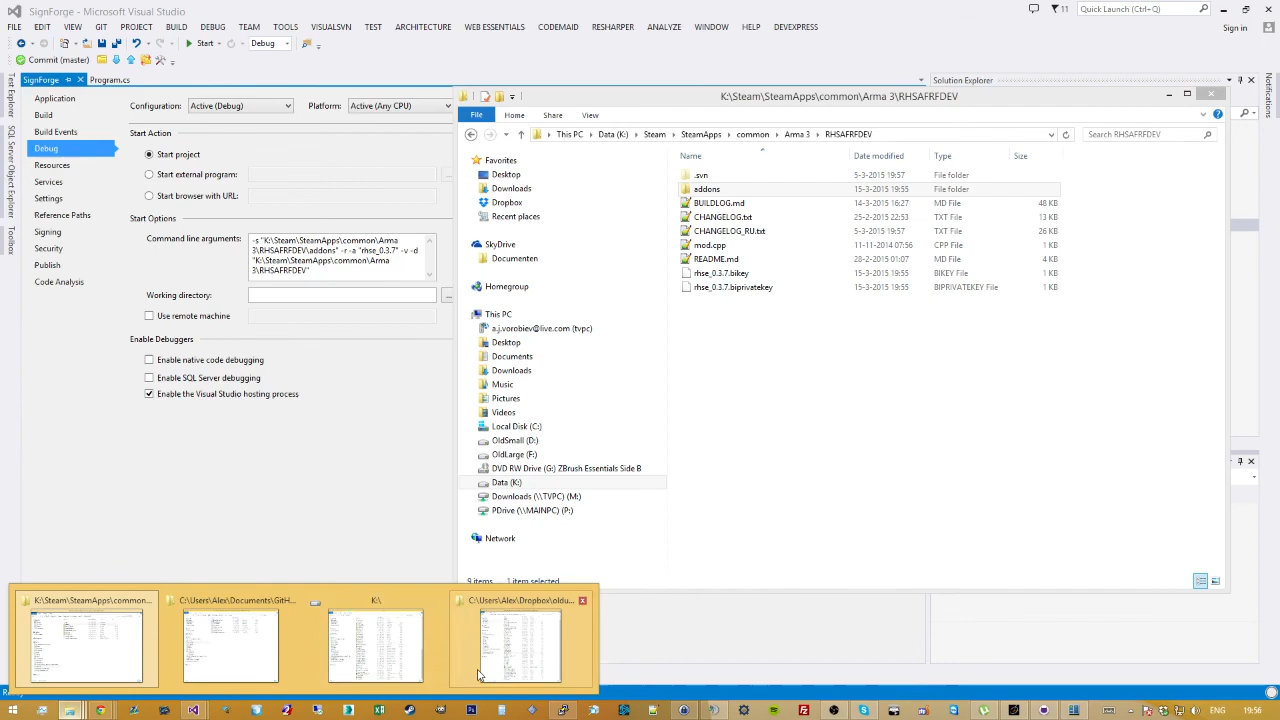 SignForge - Microsoft Visual Studio
11
Quick Launch (Ctrl+Q)
FILE EDIT VIEW GIT PROJECT BUILD DEBUG TEAM TOOLS VISUALSVN TEST ARCHITECTURE WEB ESSENTIALS CODEMAID RESHARPER ANALYZE WINDOW HELP DEVEXPRESS
Sign in
Start Debug
Commit (master)
SignForge Program.cs
Solution Explorer
Test Explorer
SQL Server Object Explorer
Toolbox
Notifications
Application
Build
Build Events
Debug
Resources
Services
Settings
Reference Paths
Signing
Security
Publish
Code Analysis
Configuration: Active (Debug) Platform: Active (Any CPU)
Start Action
Start project
Start external program:
Start browser with URL:
Start Options
Command line arguments:
-s "K:\Steam\SteamApps\common\Arma
3\RHSAFRFDEV\addons" -r -a "rhse_0.3.7" -v -d
"K:\Steam\SteamApps\common\Arma
3\RHSAFRFDEV"
Working directory:
Use remote machine
Enable Debuggers
Enable native code debugging
Enable SQL Server debugging
Enable the Visual Studio hosting process
K:\Steam\SteamApps\common\Arma 3\RHSAFRFDEV
File Home Share View
This PC Data (K:) Steam SteamApps common Arma 3 RHSAFRFDEV
Search RHSAFRFDEV
Favorites
Desktop
Downloads
Dropbox
Recent places
SkyDrive
Documenten
Homegroup
This PC
a.j.vorobiev@live.com (tvpc)
Desktop
Documents
Downloads
Music
Pictures
Videos
Local Disk (C:)
OldSmall (D:)
OldLarge (F:)
DVD RW Drive (G:) ZBrush Essentials Side B
Data (K:)
Downloads (\\TVPC) (M:)
PDrive (\\MAINPC) (P:)
Network
Name Date modified Type Size
.svn 5-3-2015 19:57 File folder
addons 15-3-2015 19:55 File folder
BUILDLOG.md 14-3-2015 16:27 MD File 48 KB
CHANGELOG.txt 25-2-2015 22:53 TXT File 13 KB
CHANGELOG_RU.txt 5-3-2015 19:57 TXT File 26 KB
mod.cpp 11-11-2014 07:56 CPP File 1 KB
README.md 28-2-2015 01:07 MD File 4 KB
rhse_0.3.7.bikey 15-3-2015 19:55 BIKEY File 1 KB
rhse_0.3.7.biprivatekey 15-3-2015 19:55 BIPRIVATEKEY File 1 KB
9 items 1 item selected
K:\Steam\SteamApps\common...
C:\Users\Alex\Documents\GitH...
K:\
C:\Users\Alex\Dropbox\oldu...
ENG 19:56